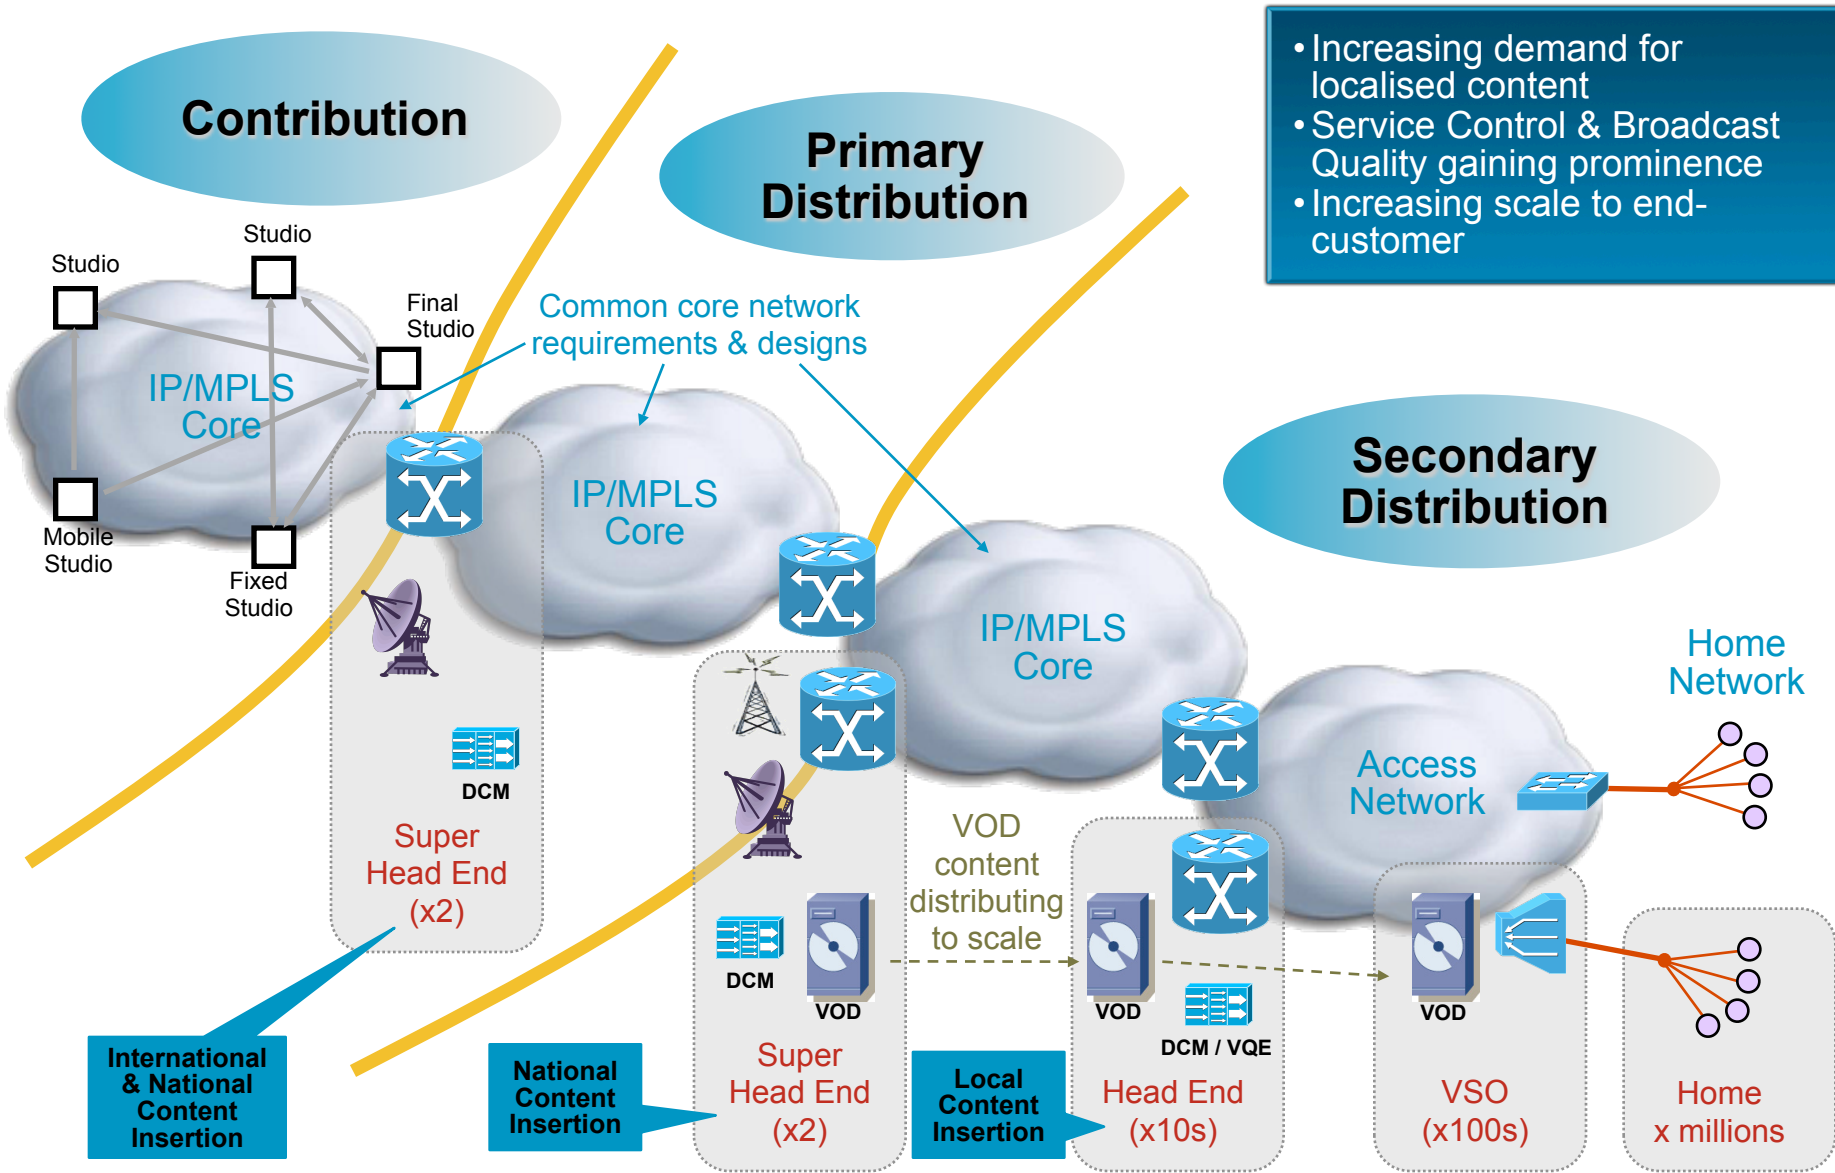 Contribution
Primary
Distribution
• Increasing demand for
localised content
• Service Control & Broadcast
Quality gaining prominence
• Increasing scale to end-
customer
Studio
Studio
Final
Studio
Common core network
requirements & designs
IP/MPLS
Core
Mobile
Studio
Fixed
Studio
IP/MPLS
Core
Secondary
Distribution
IP/MPLS
Core
Home
Network
Access
Network
DCM
Super
Head End
(x2)
VOD
content
distributing
to scale
DCM
VOD
VOD
DCM / VQE
VOD
International
& National
Content
Insertion
National
Content
Insertion
Super
Head End
(x2)
Local
Content
Insertion
Head End
(x10s)
VSO
(x100s)
Home
x millions